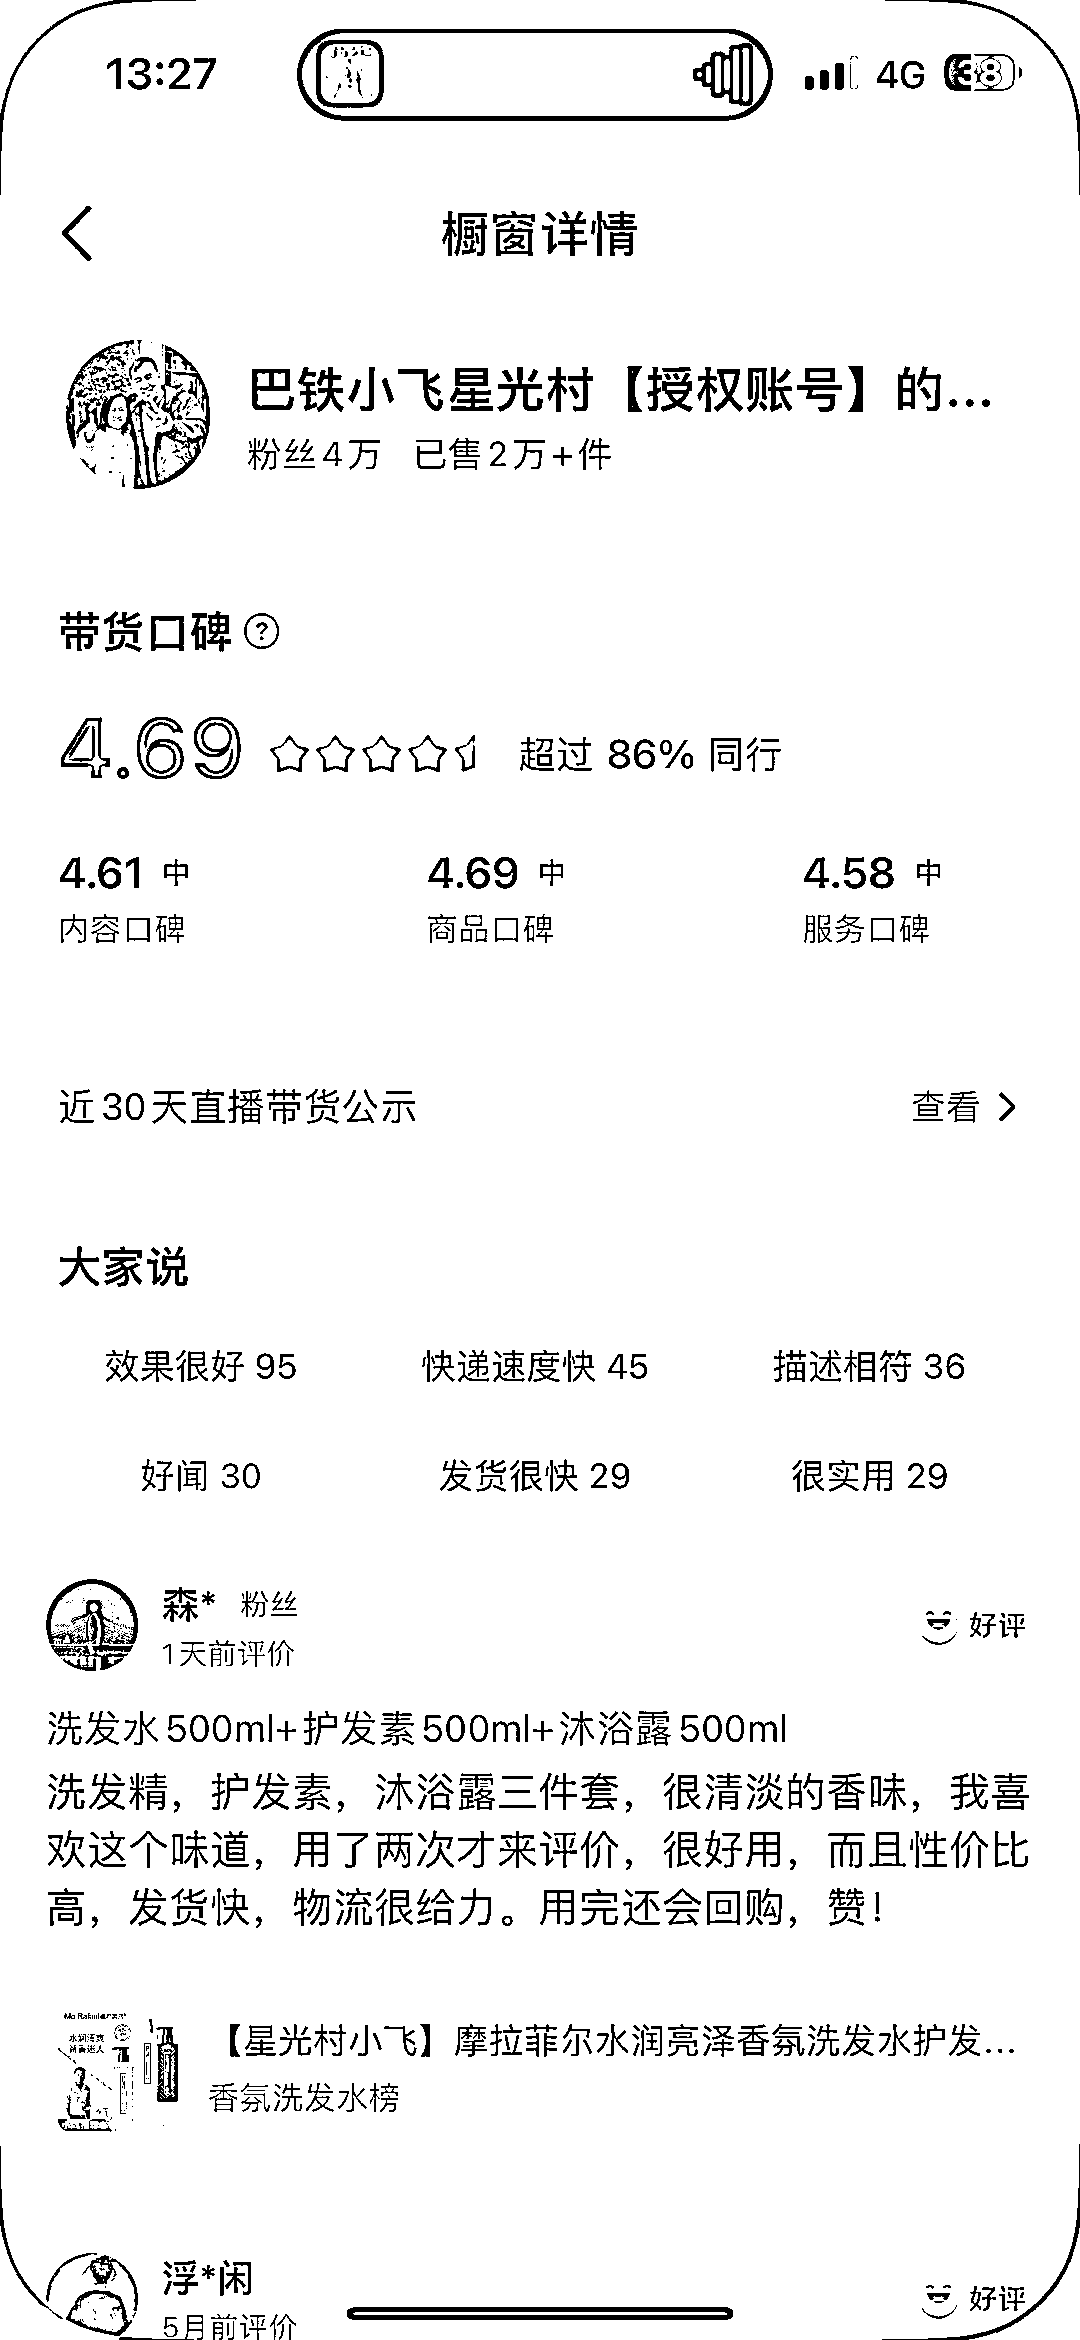 13:27
4G 38
橱窗详情
巴铁小飞星光村【授权账号】的...
粉丝4万 已售2万+件
带货口碑 ?
4.69 超过 86% 同行
4.61 中 4.69 中 4.58 中
内容口碑 商品口碑 服务口碑
近30天直播带货公示 查看
大家说
效果很好 95 快递速度快 45 描述相符 36
好闻 30 发货很快 29 很实用 29
森* 粉丝
好评
1天前评价
洗发水500ml+护发素500ml+沐浴露500ml
洗发精，护发素，沐浴露三件套，很清淡的香味，我喜
欢这个味道，用了两次才来评价，很好用，而且性价比
高，发货快，物流很给力。用完还会回购，赞！
【星光村小飞】摩拉菲尔水润亮泽香氛洗发水护发...
香氛洗发水榜
浮*闲
好评
5月前评价